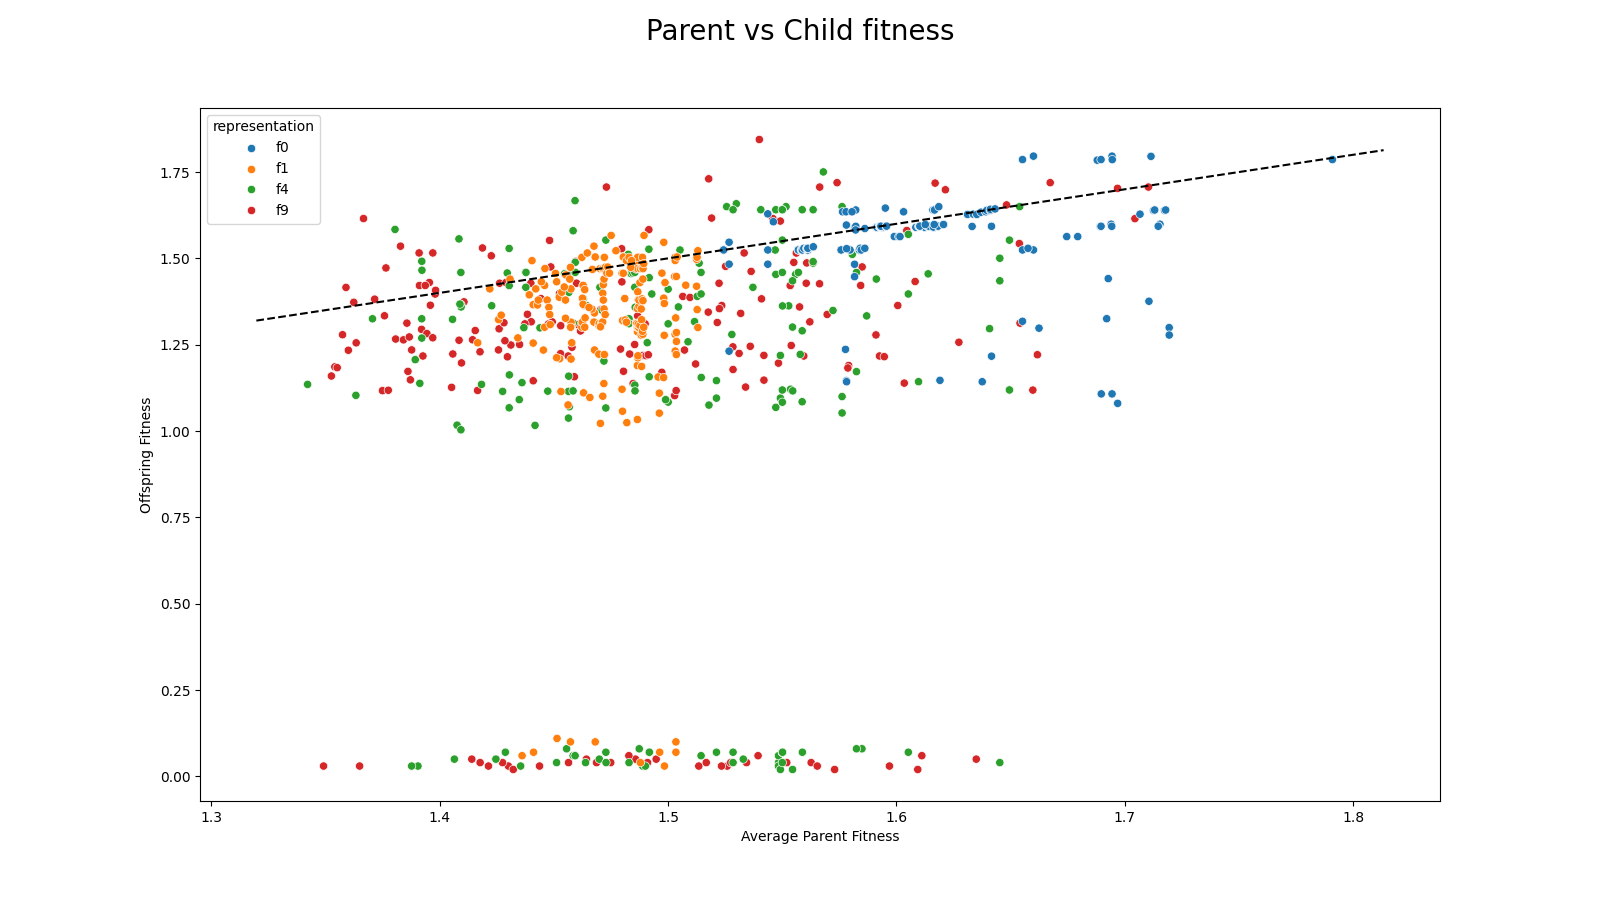 Parent vs Child fitness
representation
f0
f1
f4
f9
1.75
1.50
1.25
1.00
0.75
0.50
0.25
0.00
Offspring Fitness
1.3 1.4 1.5 1.6 1.7 1.8
Average Parent Fitness